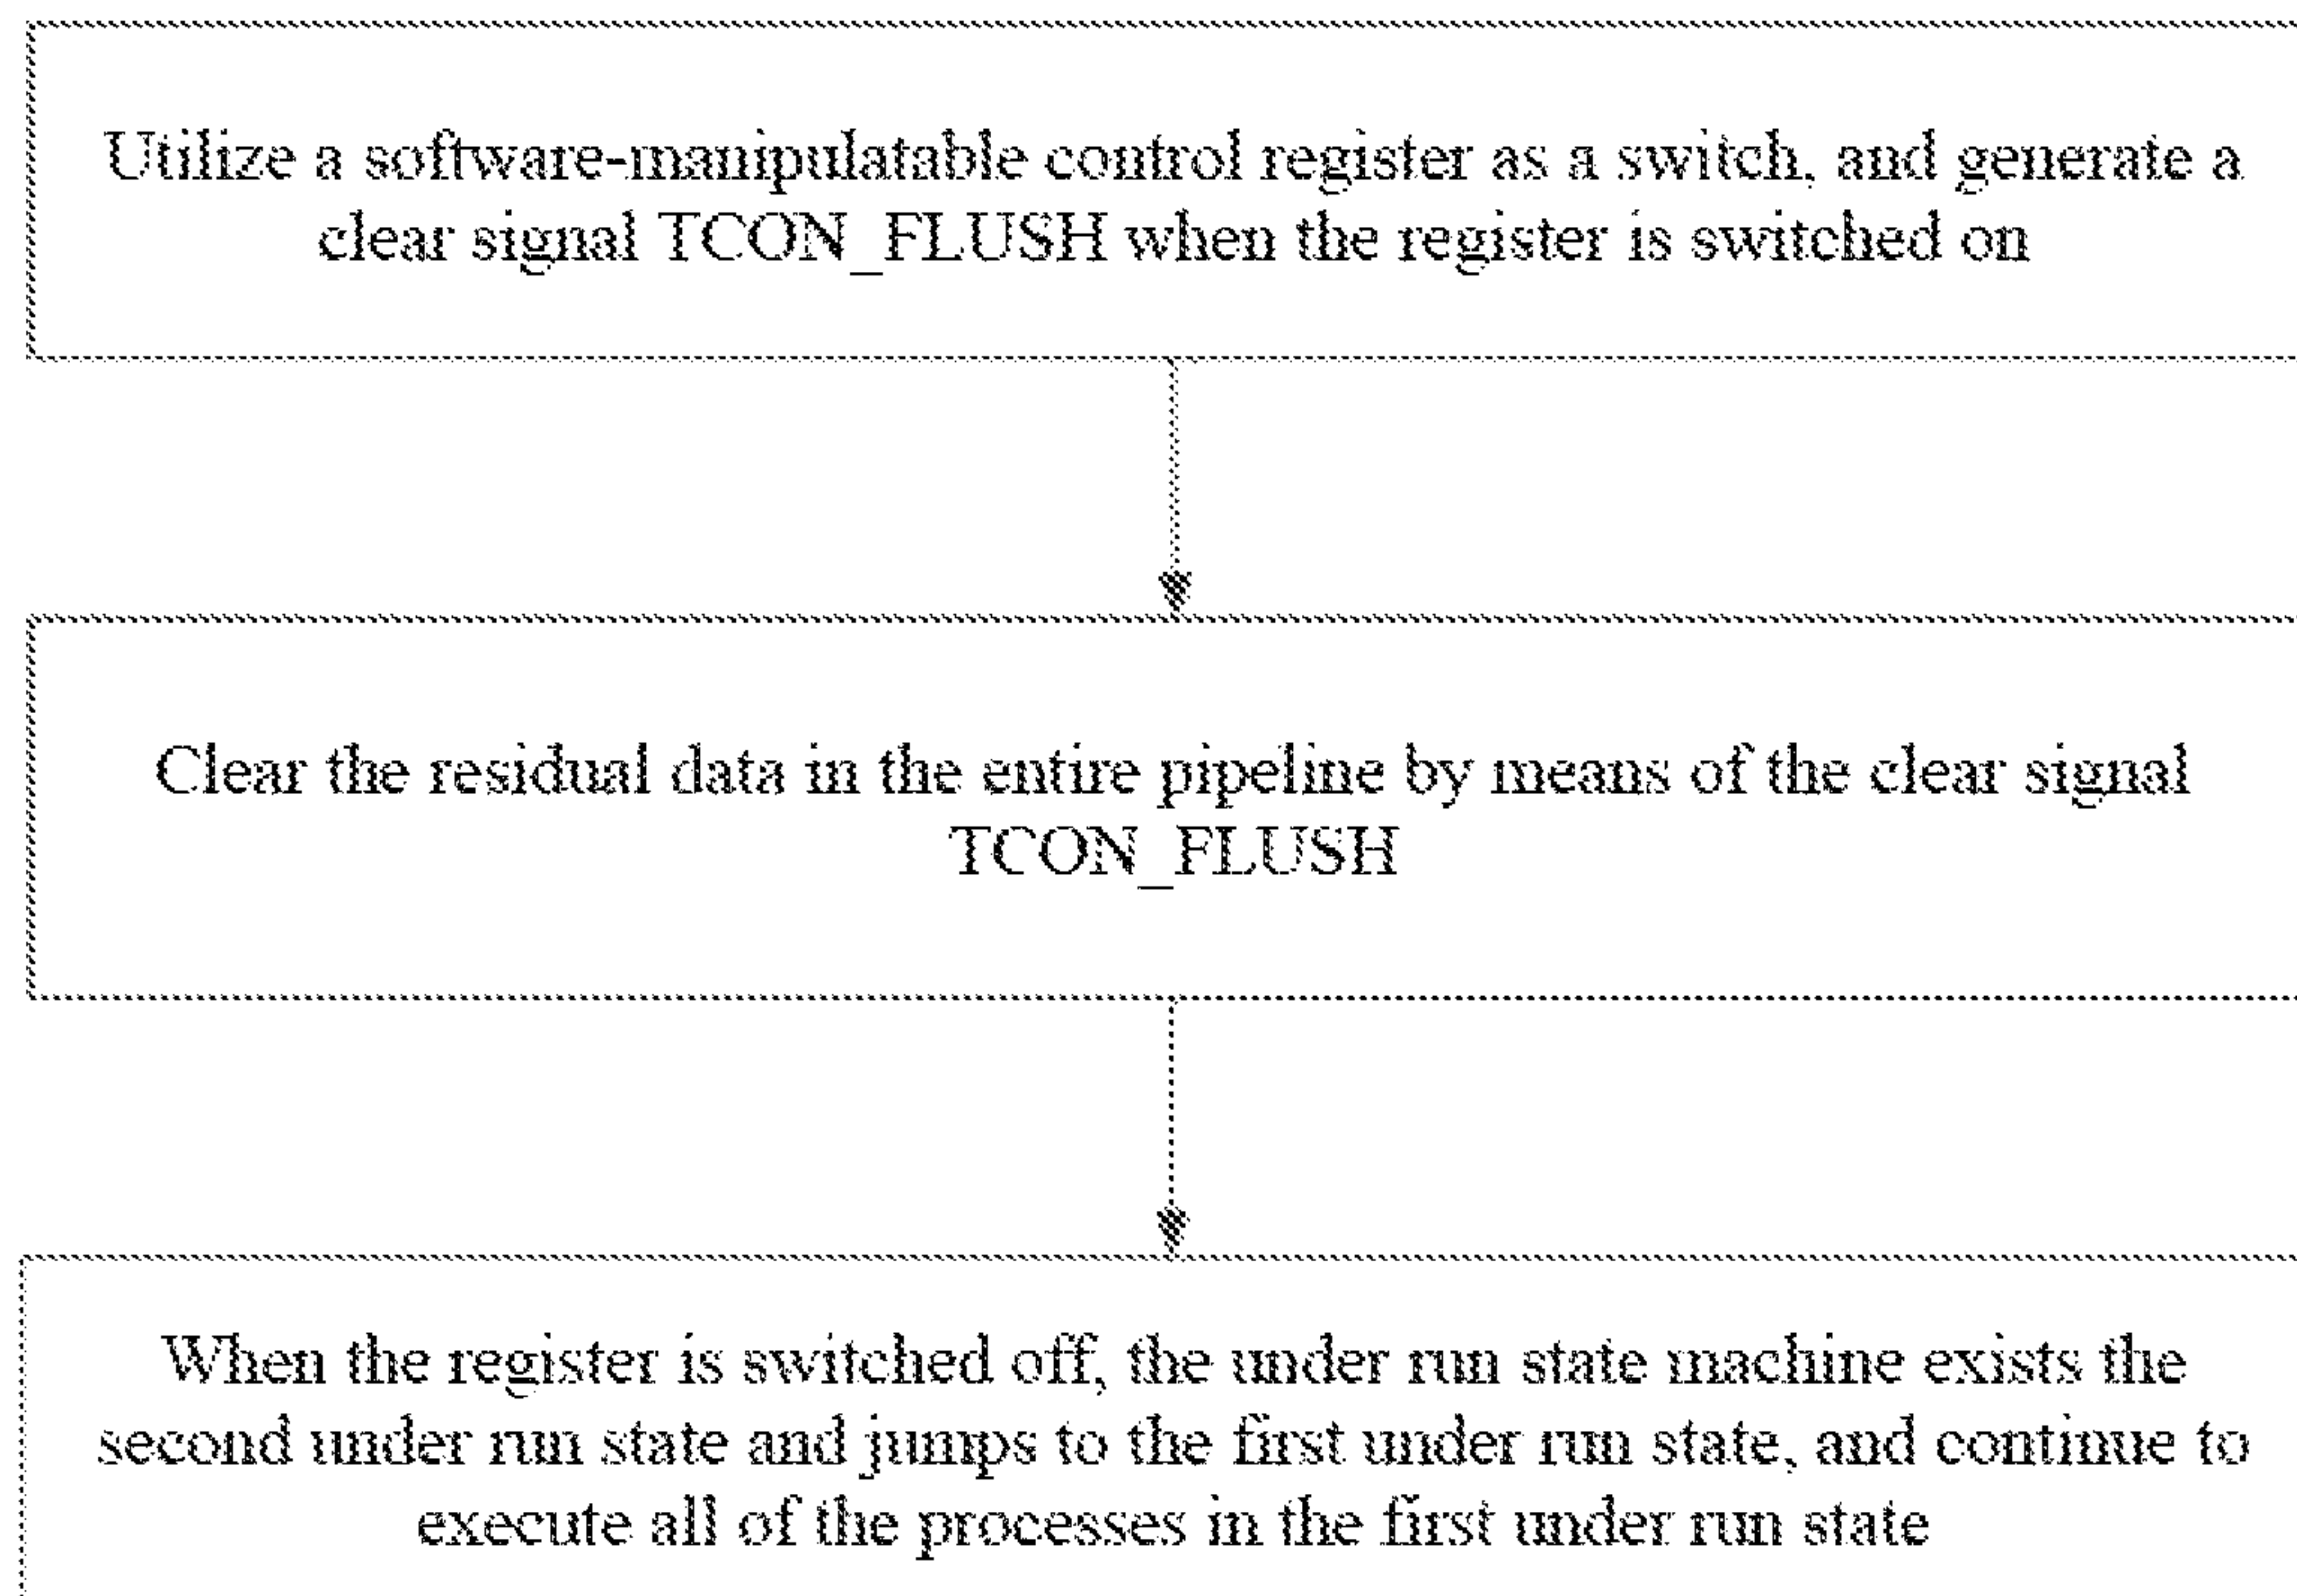 Utilize a software-manipulatable control register as a switch, and generate a
clear signal TCON_FLUSH when the register is switched on
Clear the residual data in the entire pipeline by means of the clear signal
TCON_FLUSH
When the register is switched off, the under run state machine exists the
second under run state and jumps to the first under run state, and continue to
execute all of the processes in the first under run state